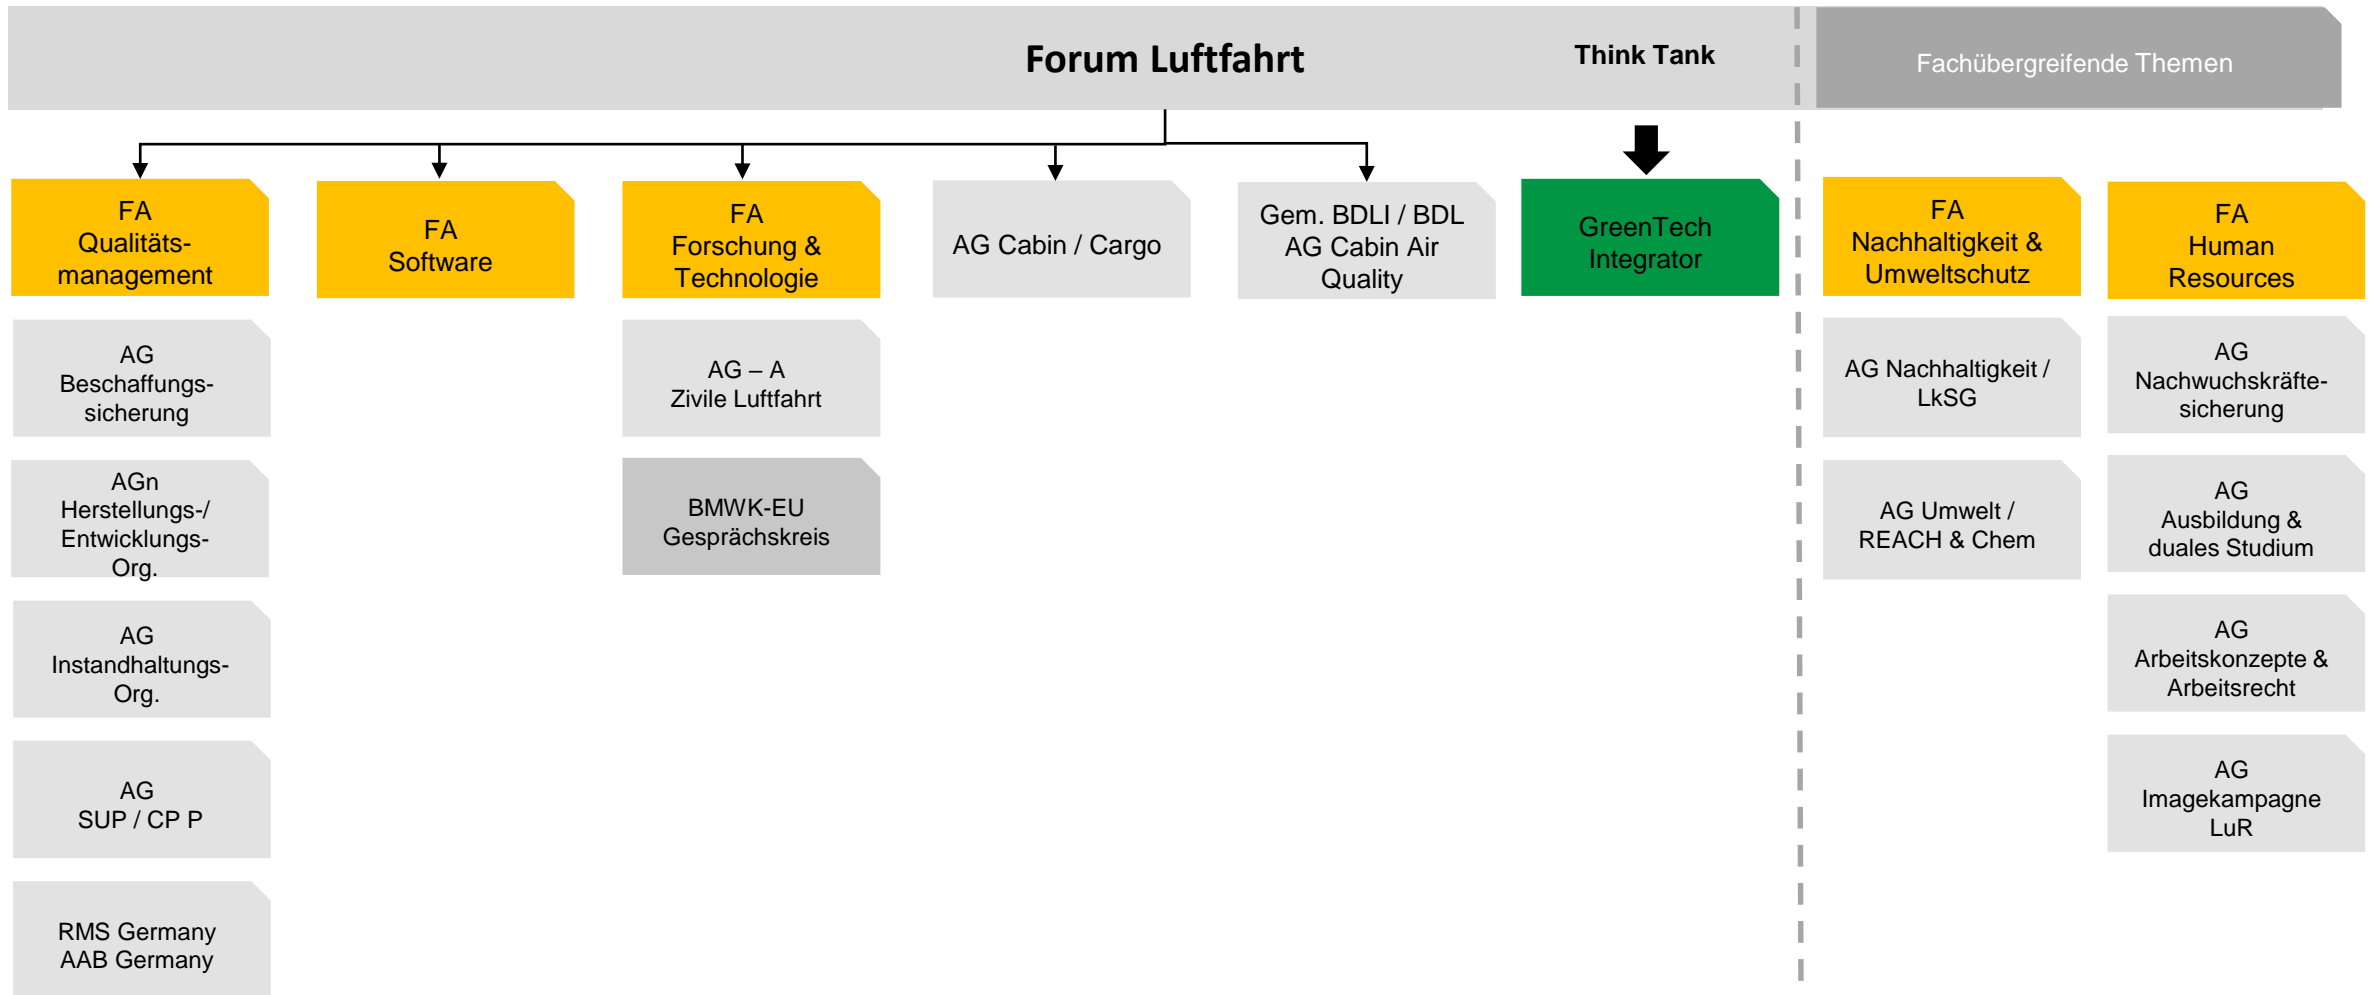 Forum Luftfahrt
Think Tank
Fachübergreifende Themen
FA
Qualitäts-
management
FA
Software
FA
Forschung &
Technologie
AG Cabin / Cargo
Gem. BDLI / BDL
AG Cabin Air
Quality
GreenTech
Integrator
FA
Nachhaltigkeit &
Umweltschutz
FA
Human
Resources
AG
Beschaffungs-
sicherung
AGn
Herstellungs-/
Entwicklungs-
Org.
AG
Instandhaltungs-
Org.
AG
SUP / CP P
RMS Germany
AAB Germany
AG – A
Zivile Luftfahrt
BMWK-EU
Gesprächskreis
AG Nachhaltigkeit /
LkSG
AG Umwelt /
REACH & Chem
AG
Nachwuchskräfte-
sicherung
AG
Ausbildung &
duales Studium
AG
Arbeitskonzepte &
Arbeitsrecht
AG
Imagekampagne
LuR